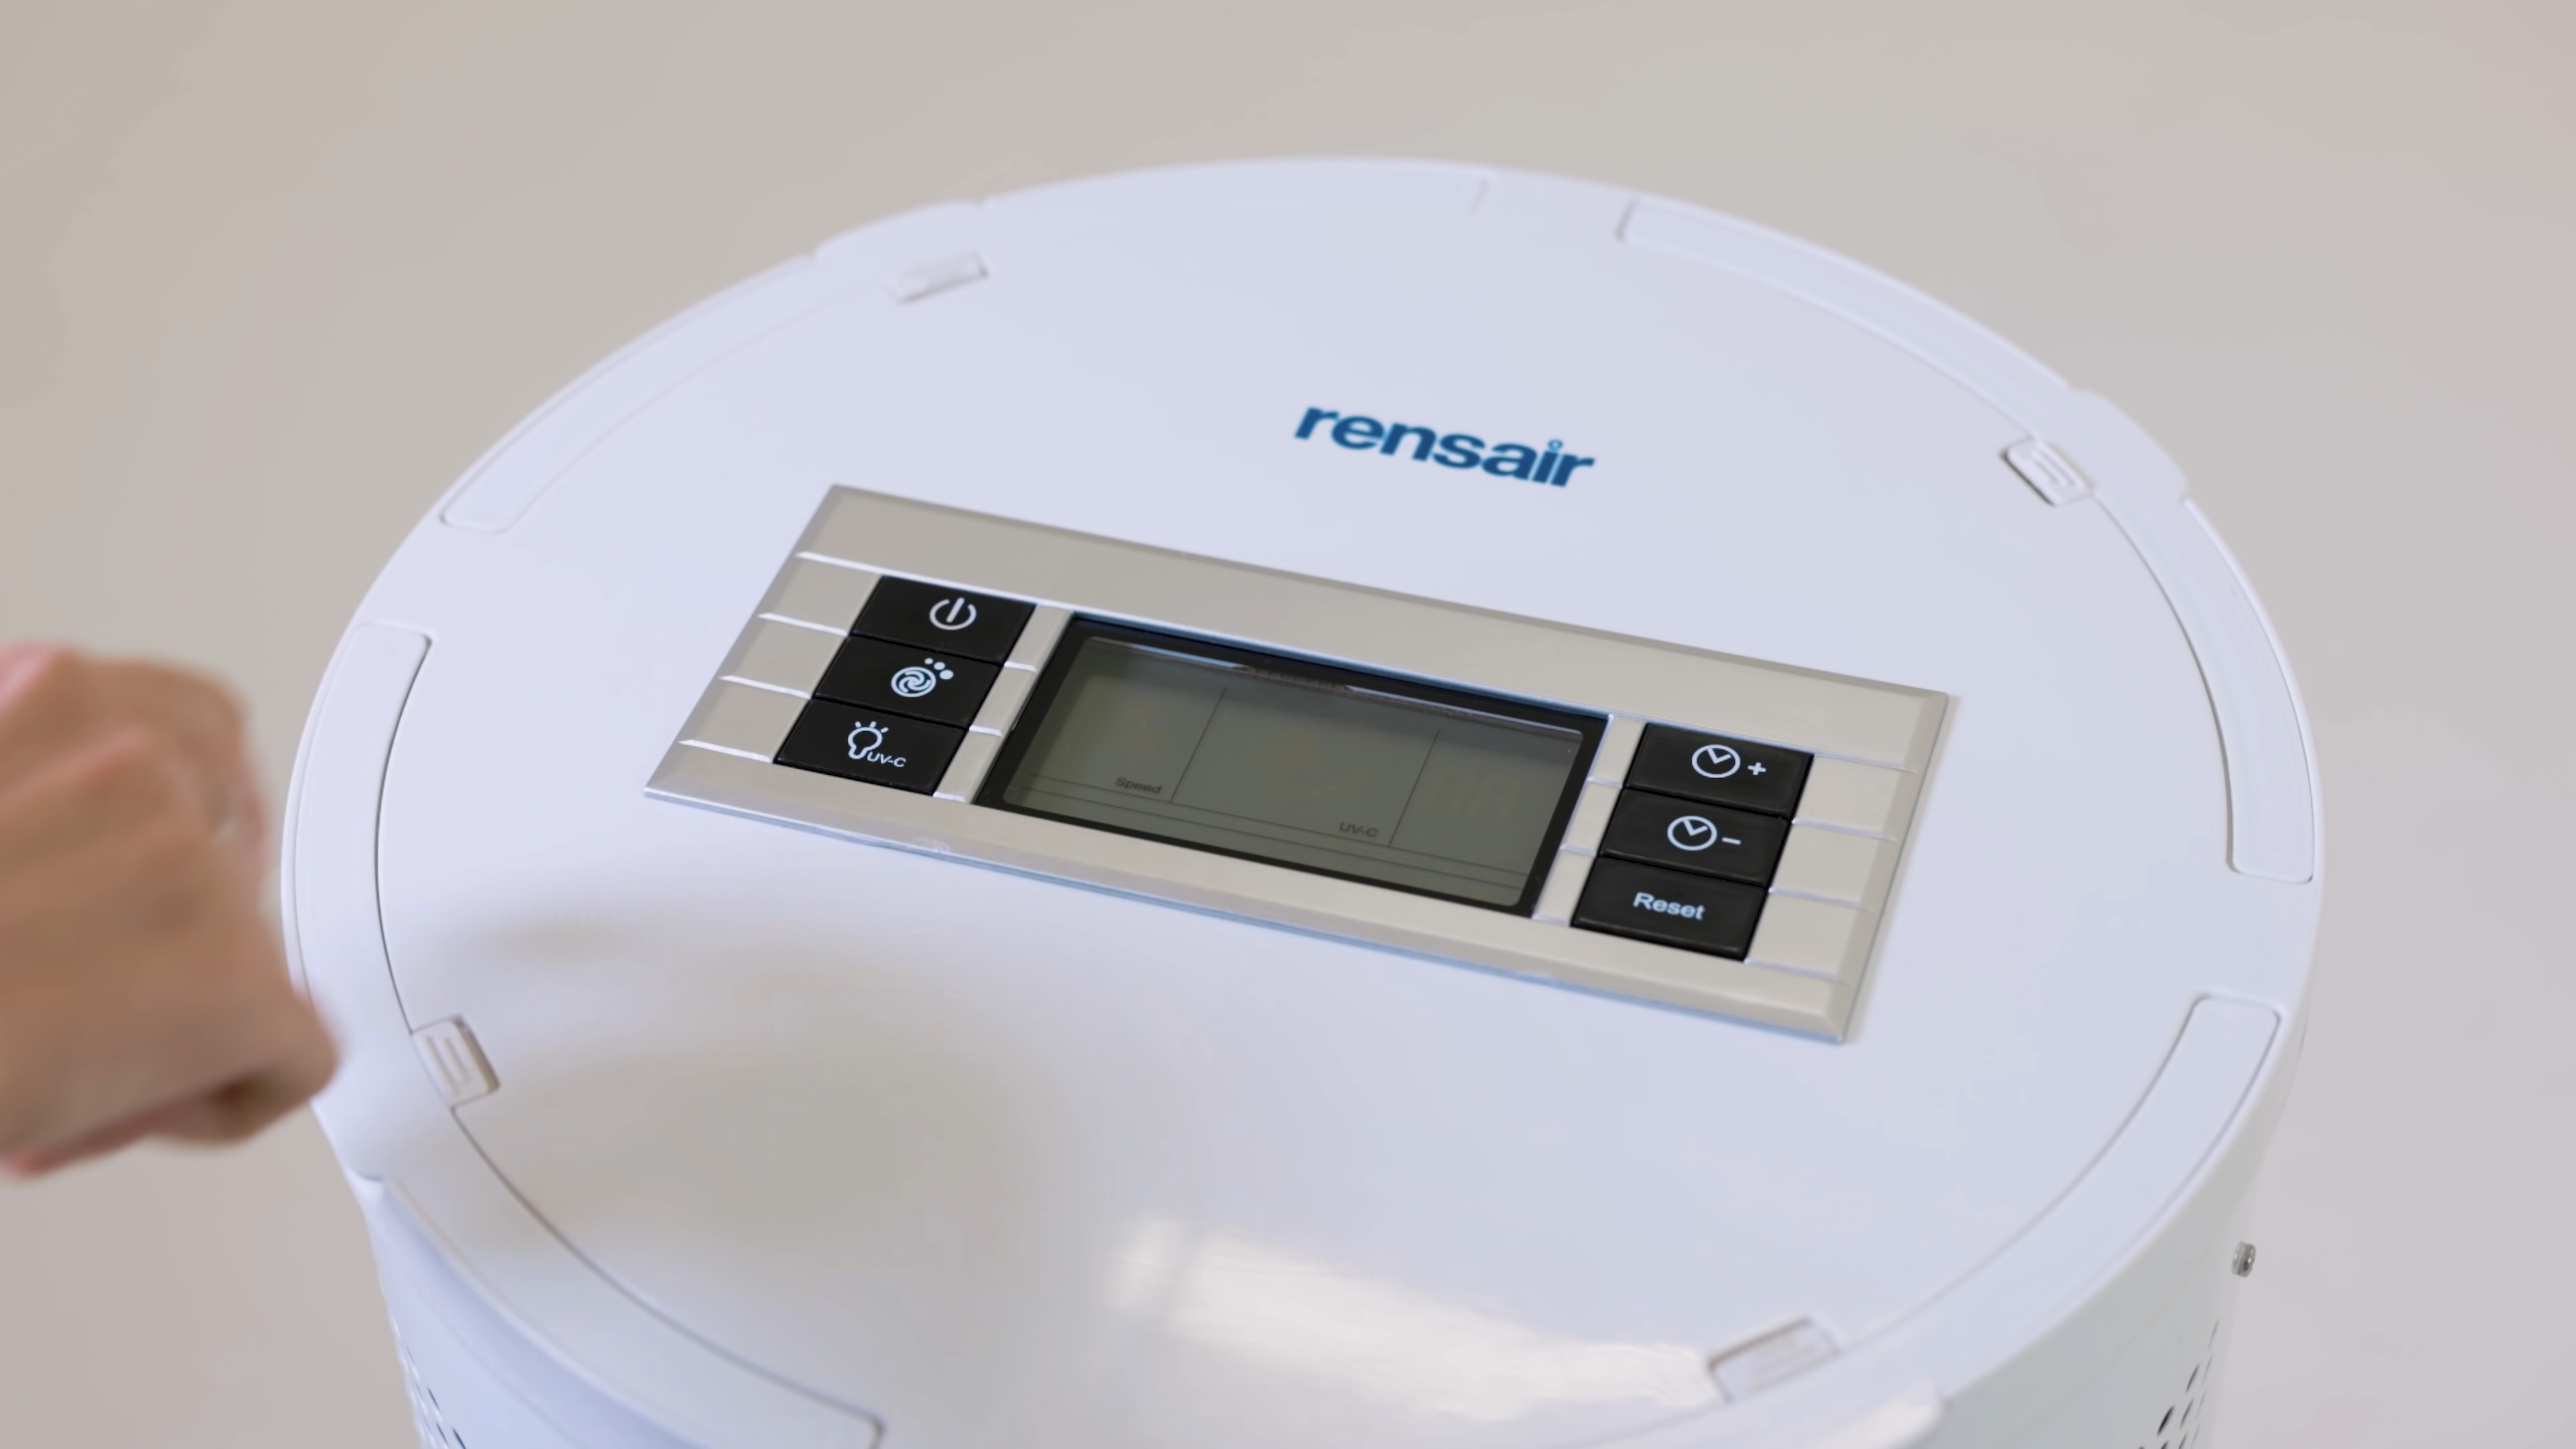 rensair
UV-C
Speed
UV-C
+
-
Reset